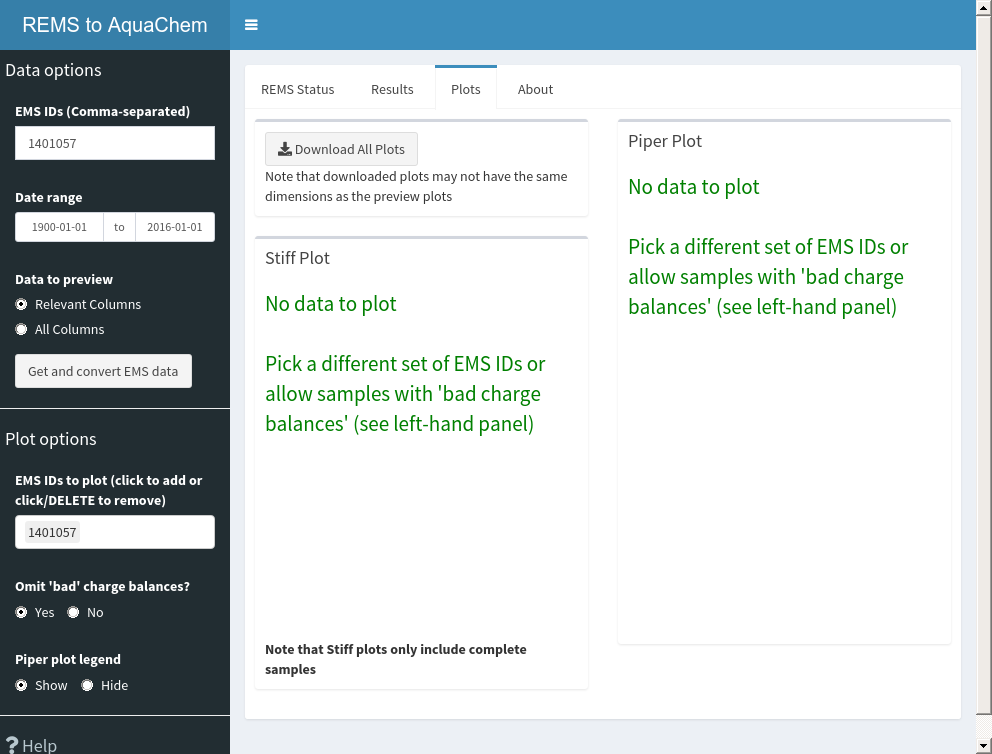 REMS to AquaChem
Data options
EMS IDs (Comma-separated)
1401057
Date range
1900-01-01 to 2016-01-01
Data to preview
Relevant Columns
All Columns
Get and convert EMS data
Plot options
EMS IDs to plot (click to add or
click/DELETE to remove)
1401057
Omit 'bad' charge balances?
Yes No
Piper plot legend
Show Hide
? Help
REMS Status Results Plots About
Download All Plots
Note that downloaded plots may not have the same
dimensions as the preview plots
Stiff Plot
No data to plot
Pick a different set of EMS IDs or
allow samples with 'bad charge
balances' (see left-hand panel)
Note that Stiff plots only include complete
samples
Piper Plot
No data to plot
Pick a different set of EMS IDs or
allow samples with 'bad charge
balances' (see left-hand panel)